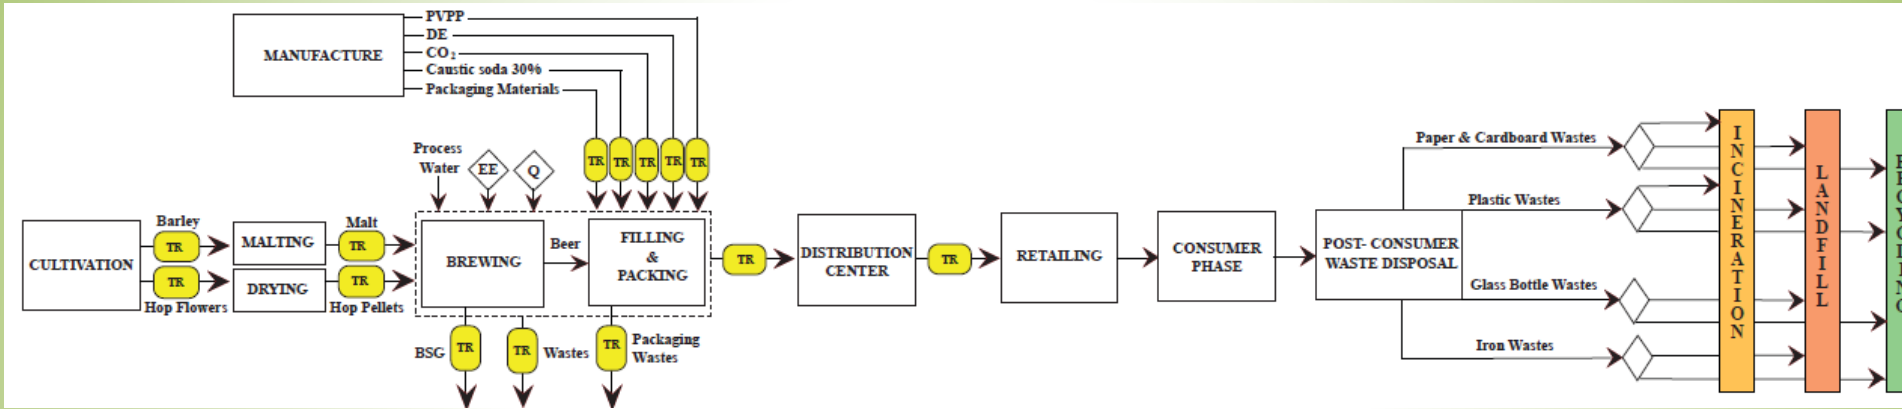 PVPP
DE
CO₂
Caustic soda 30%
Packaging Materials
MANUFACTURE
TR TR TR TR TR
Process
Water
EE
Q
CULTIVATION
Barley
TR
TR
Hop Flowers
MALTING
DRYING
Malt
TR
TR
Hop Pellets
BREWING
Beer
FILLING
&
PACKING
BSG
TR
TR
Wastes
TR
Packaging
Wastes
TR
DISTRIBUTION
CENTER
TR
RETAILING
CONSUMER
PHASE
POST- CONSUMER
WASTE DISPOSAL
Paper & Cardboard Wastes
Plastic Wastes
Glass Bottle Wastes
Iron Wastes
INCINERATION
LANDFILL